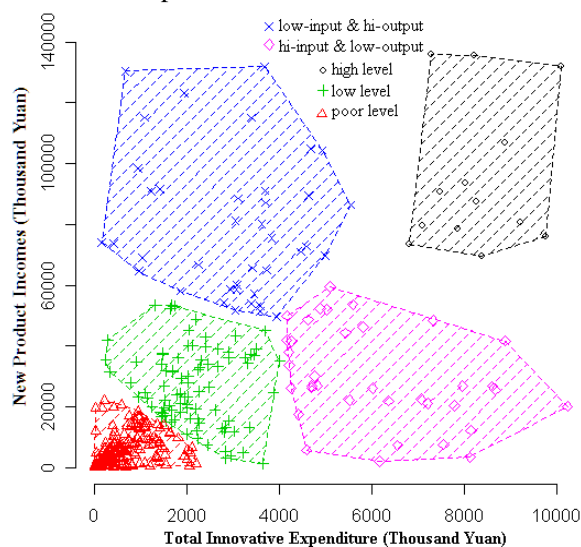 low-input & hi-output
hi-input & low-output
high level
low level
poor level
New Product Incomes (Thousand Yuan)
140000
100000
60000
40000
20000
0
0 2000 4000 6000 8000 10000
Total Innovative Expenditure (Thousand Yuan)